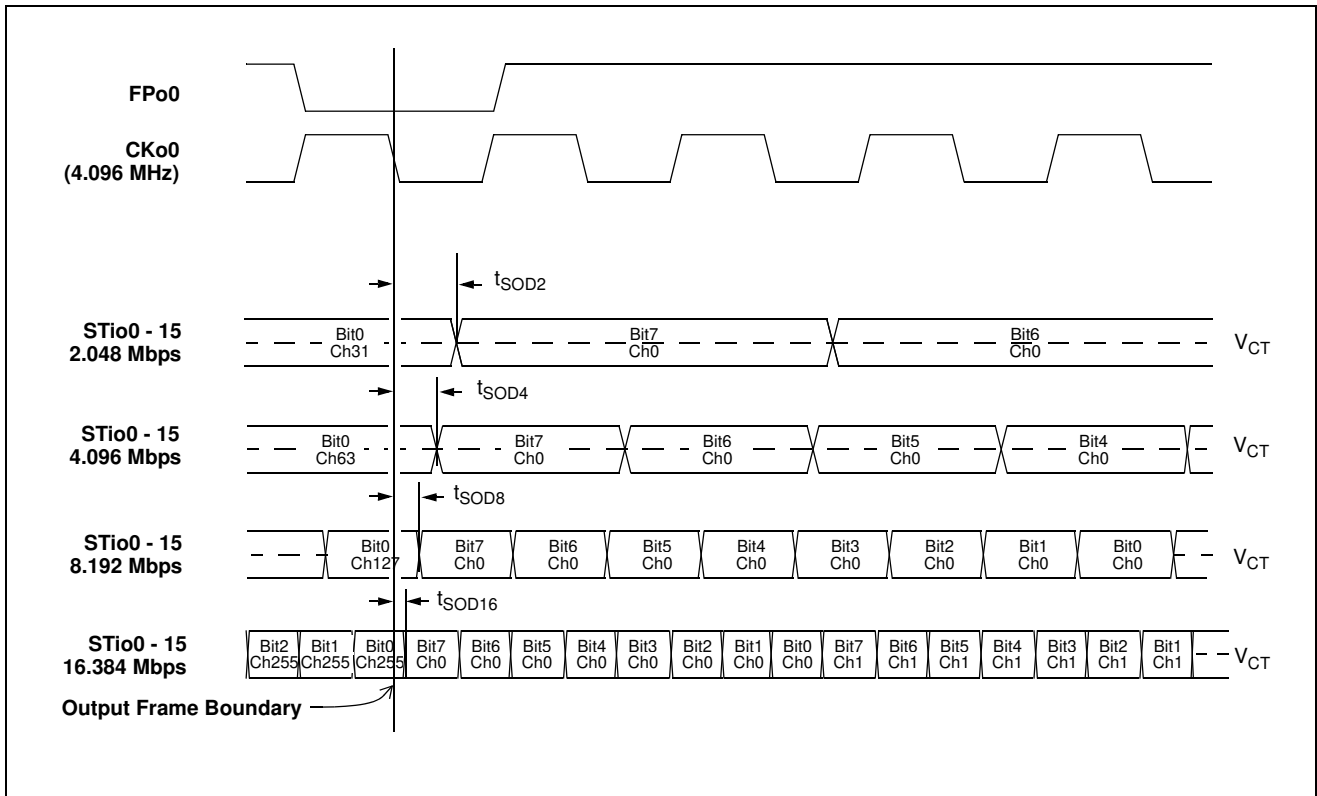 FPo0
CKo0
(4.096 MHz)
tSOD2
STio0 - 15
2.048 Mbps
Bit0
Ch31
Bit7
Ch0
Bit6
Ch0
VCT
tSOD4
STio0 - 15
4.096 Mbps
Bit0
Ch63
Bit7
Ch0
Bit6
Ch0
Bit5
Ch0
Bit4
Ch0
VCT
tSOD8
STio0 - 15
8.192 Mbps
Bit0
Ch127
Bit7
Ch0
Bit6
Ch0
Bit5
Ch0
Bit4
Ch0
Bit3
Ch0
Bit2
Ch0
Bit1
Ch0
Bit0
Ch0
VCT
tSOD16
STio0 - 15
16.384 Mbps
Bit2
Ch255
Bit1
Ch255
Bit0
Ch255
Bit7
Ch0
Bit6
Ch0
Bit5
Ch0
Bit4
Ch0
Bit3
Ch0
Bit2
Ch0
Bit1
Ch0
Bit0
Ch0
Bit7
Ch1
Bit6
Ch1
Bit5
Ch1
Bit4
Ch1
Bit3
Ch1
Bit2
Ch1
Bit1
Ch1
VCT
Output Frame Boundary